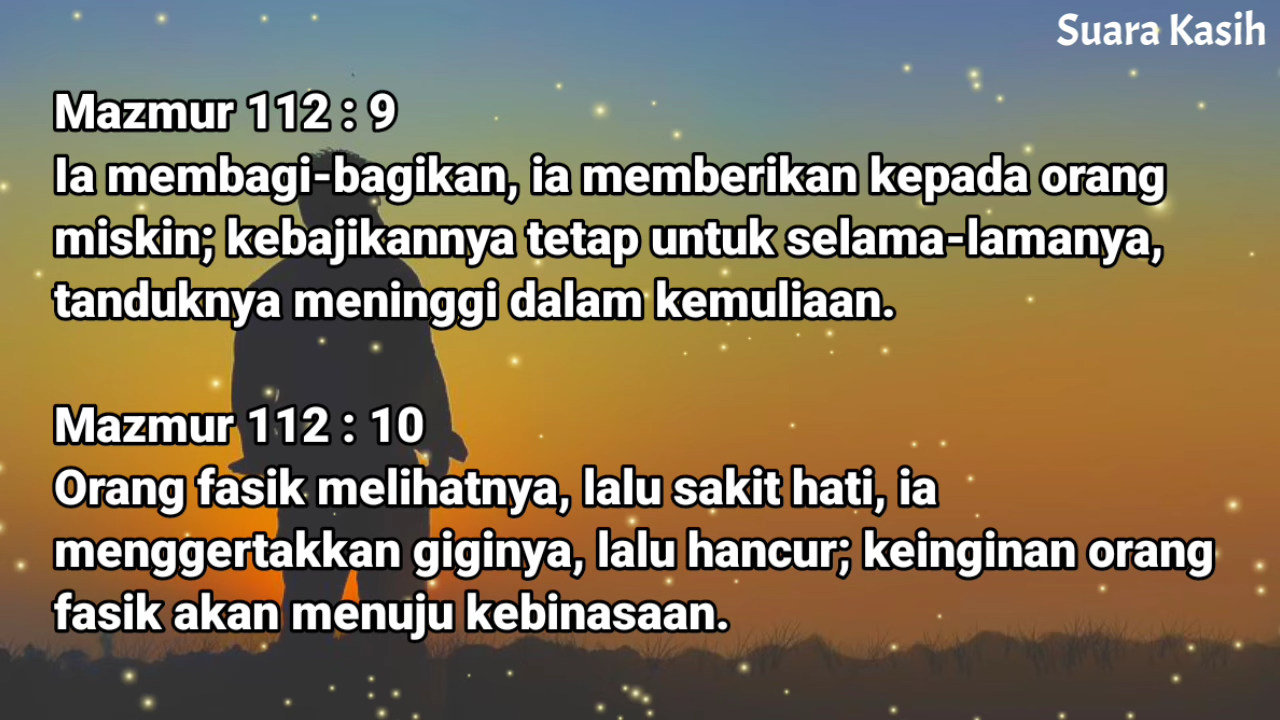 Suara Kasih
Mazmur 112 : 9
Ia membagi-bagikan, ia memberikan kepada orang
miskin; kebajikannya tetap untuk selama-lamanya,
tanduknya meninggi dalam kemuliaan.
Mazmur 112 : 10
Orang fasik melihatnya, lalu sakit hati, ia
menggertakkan giginya, lalu hancur; keinginan orang
fasik akan menuju kebinasaan.